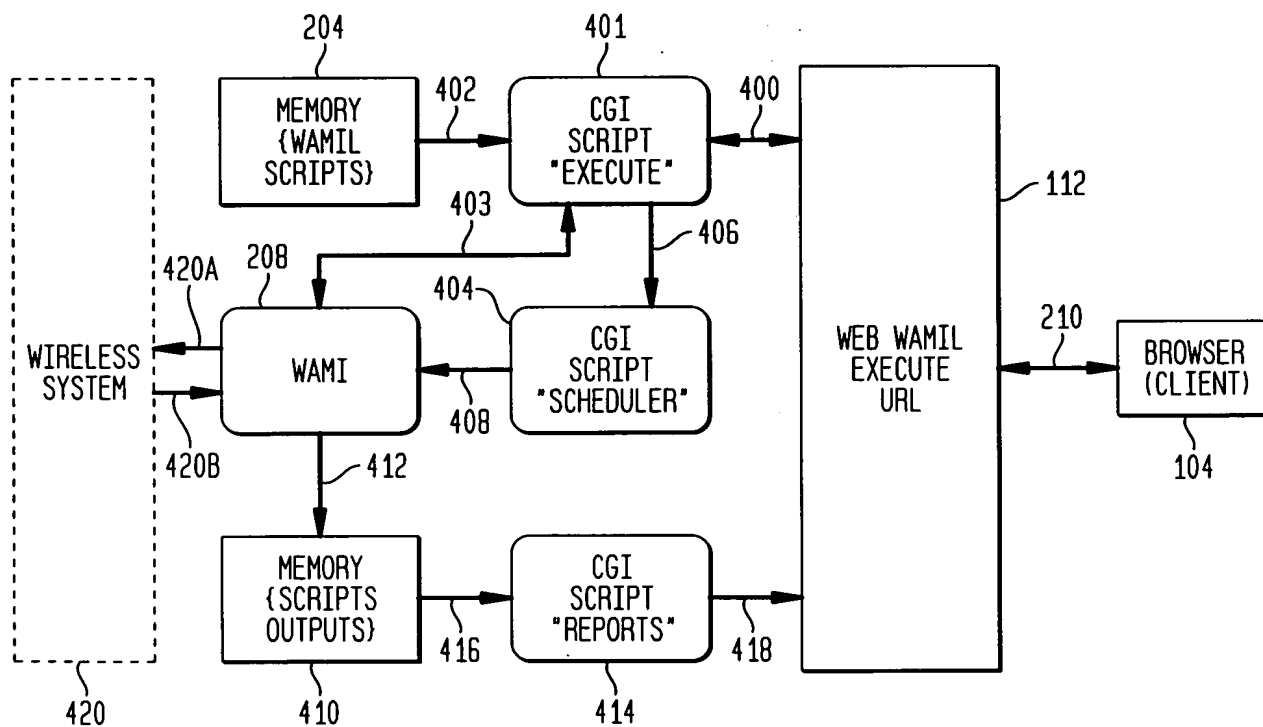 204
401
MEMORY
{WAMIL
SCRIPTS}
402
CGI
SCRIPT
"EXECUTE"
400
112
403
406
208
404
420A
WIRELESS
SYSTEM
WAMI
408
CGI
SCRIPT
"SCHEDULER"
WEB WAMIL
EXECUTE
URL
210
BROWSER
(CLIENT)
104
420B
412
MEMORY
{SCRIPTS
OUTPUTS}
416
CGI
SCRIPT
"REPORTS"
418
420
410
414